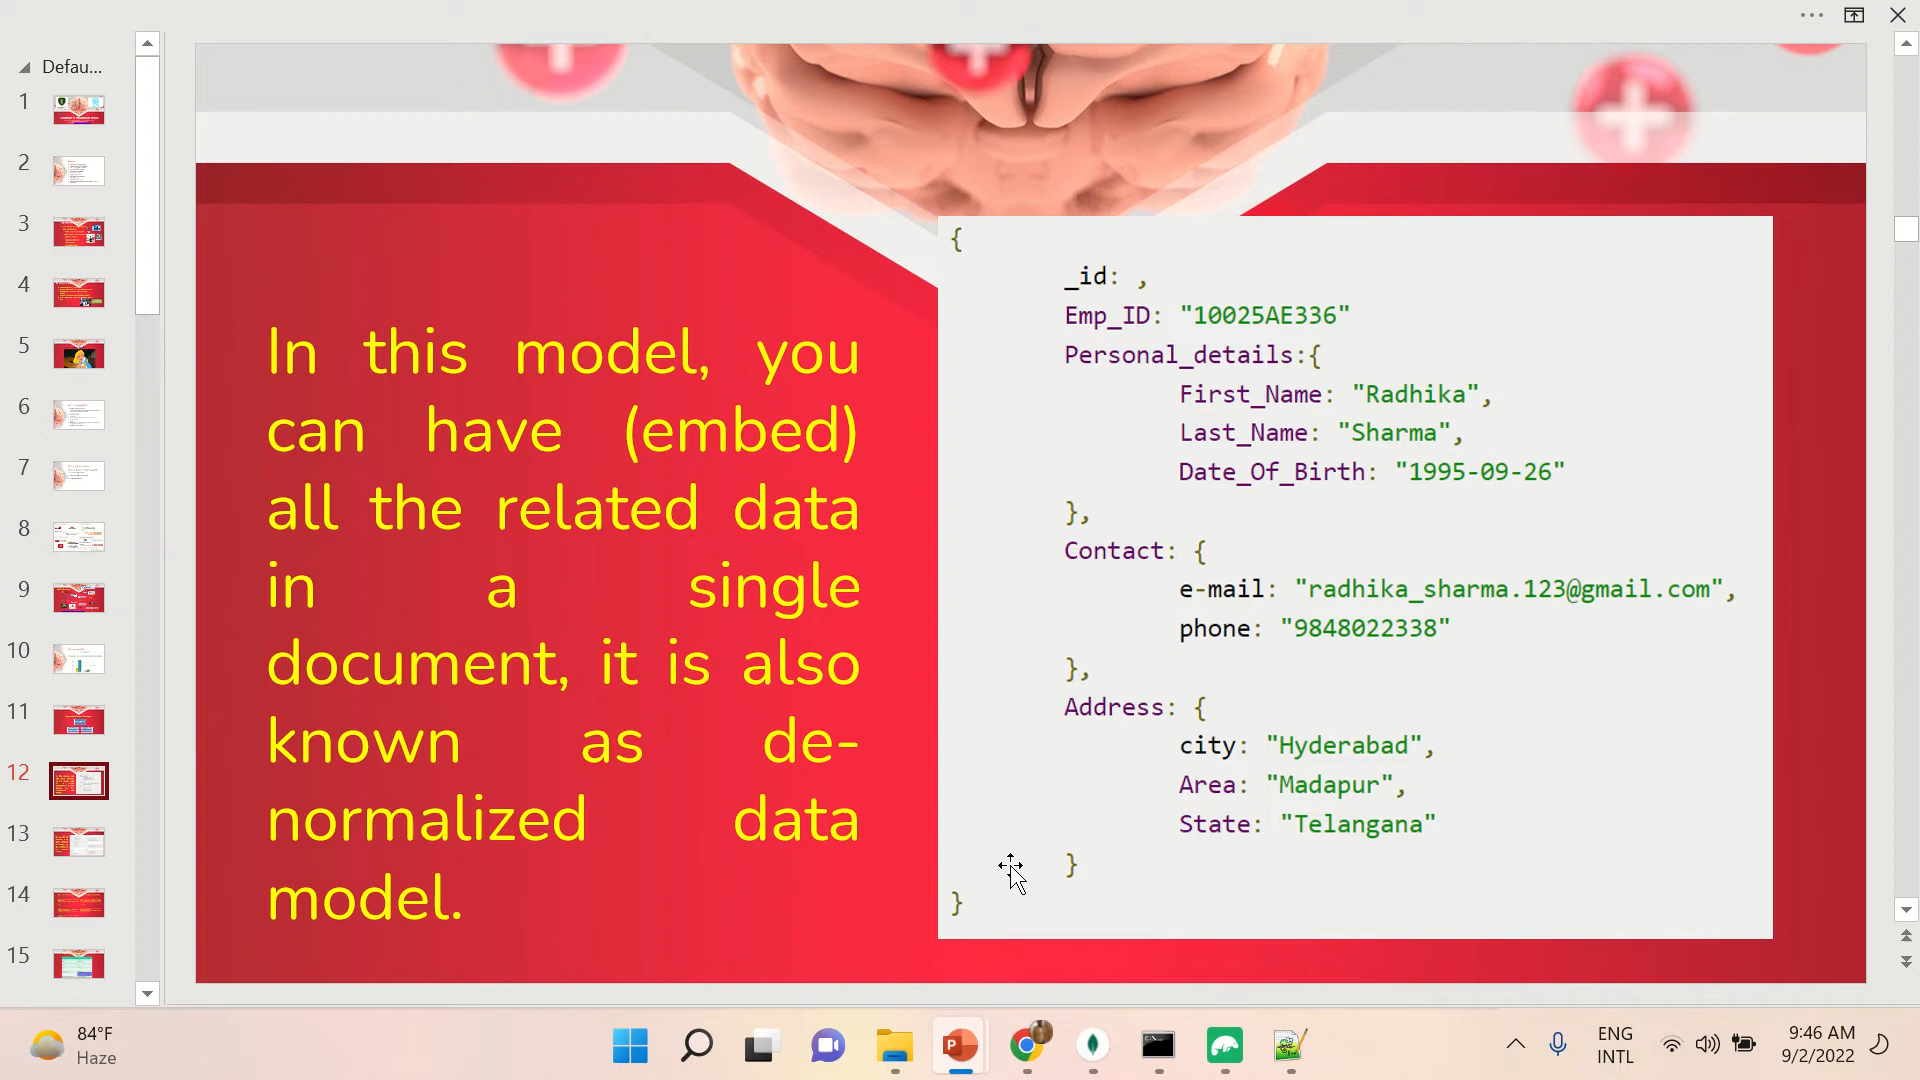 Defau...
1
2
3
4
5
6
7
8
9
10
11
12
13
14
15
In this model, you
can have (embed)
all the related data
in a single
document, it is also
known as de-
normalized data
model.
{
_id: ,
Emp_ID: "10025AE336"
Personal_details:{
First_Name: "Radhika",
Last_Name: "Sharma",
Date_Of_Birth: "1995-09-26"
},
Contact: {
e-mail: "radhika_sharma.123@gmail.com",
phone: "9848022338"
},
Address: {
city: "Hyderabad",
Area: "Madapur",
State: "Telangana"
}
}
84°F
Haze
ENG
INTL
9:46 AM
9/2/2022